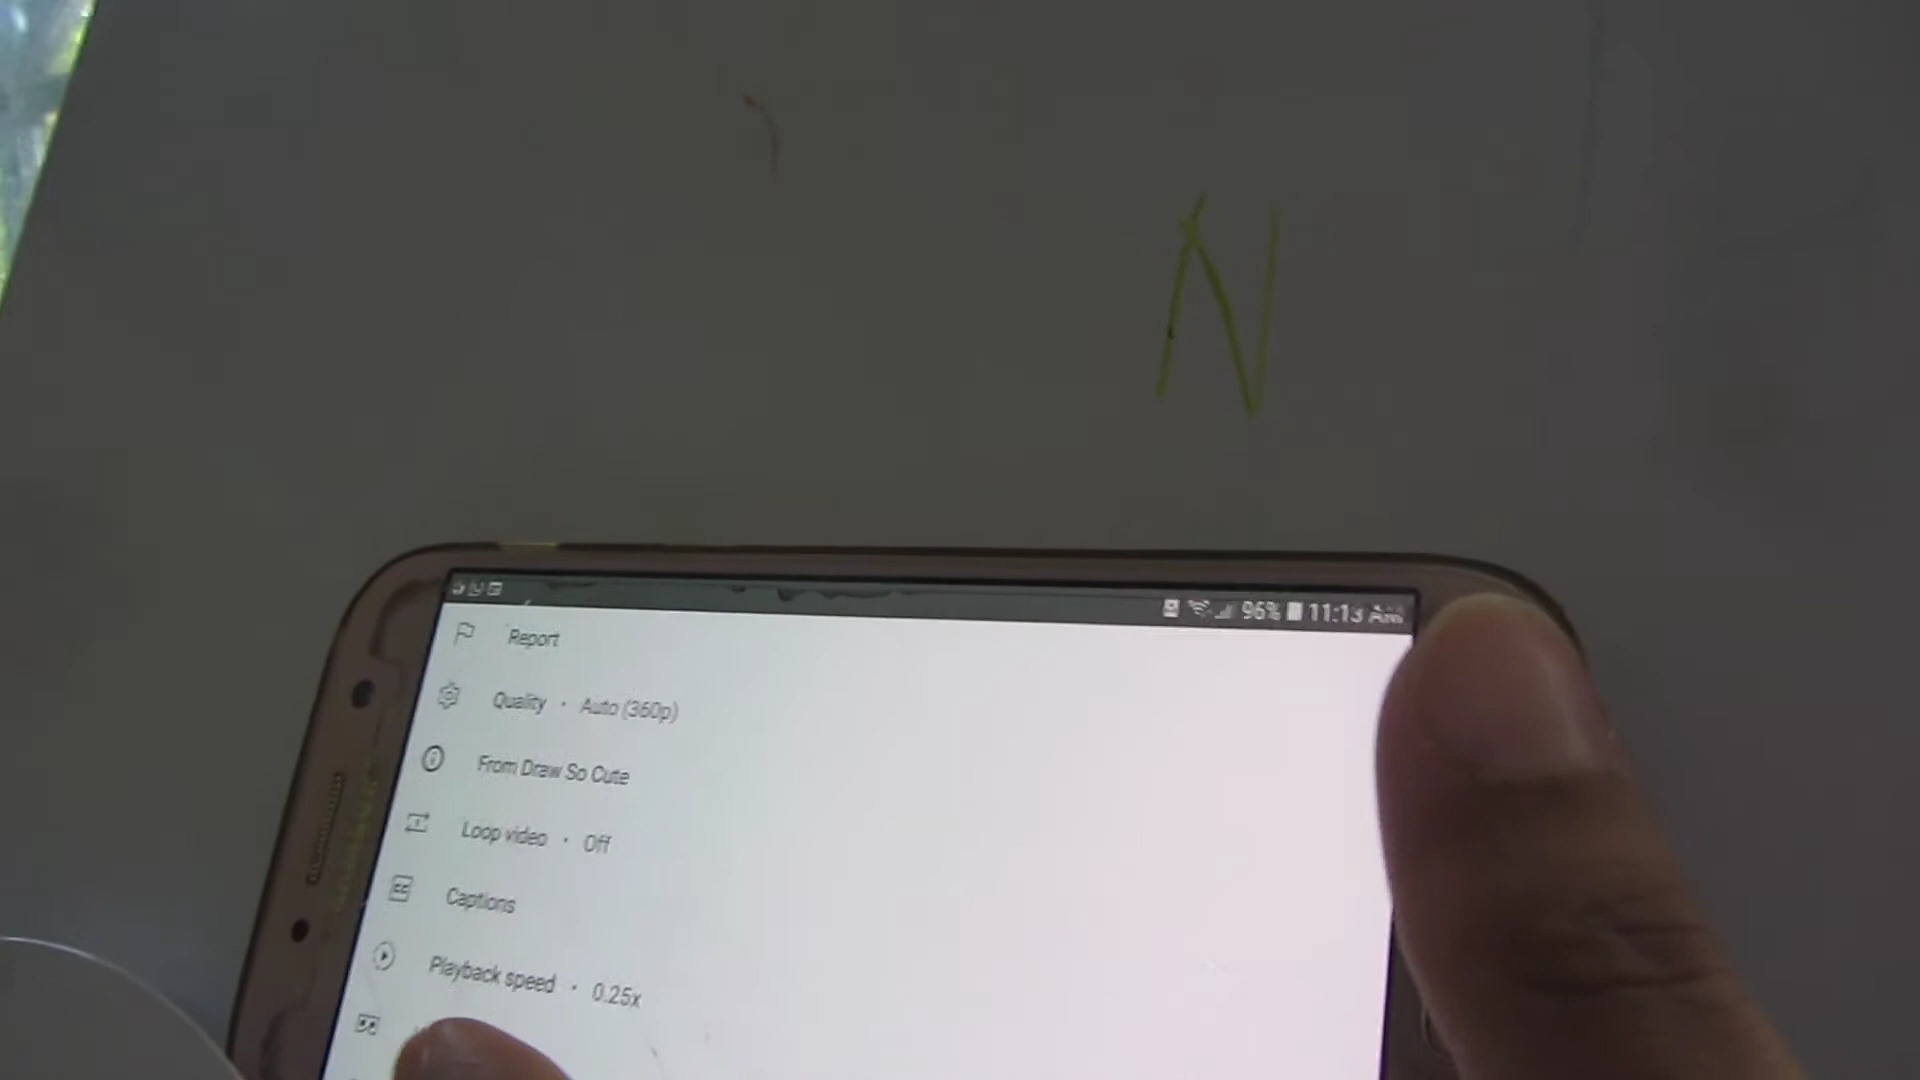 N
96% 11:13 AM
Report
Quality · Auto (360p)
From Draw So Cute
Loop video · Off
CC Captions
Playback speed · 0.25x